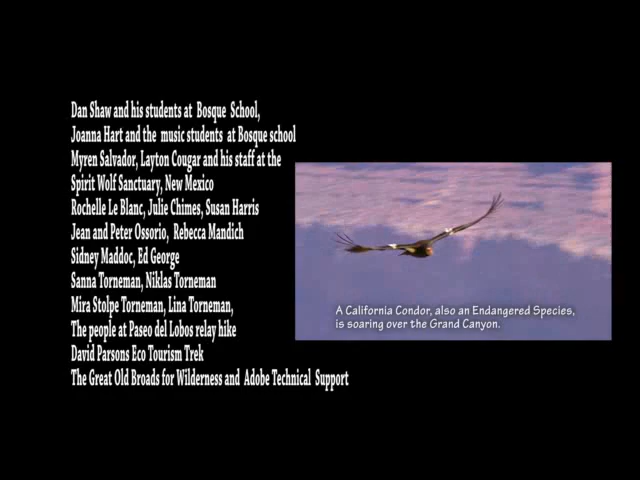 Dan Shaw and his students at Bosque School,
Joanna Hart and the music students at Bosque school
Myren Salvador, Layton Cougar and his staff at the
Spirit Wolf Sanctuary, New Mexico
Rochelle Le Blanc, Julie Chimes, Susan Harris
Jean and Peter Ossorio, Rebecca Mandich
Sidney Maddoc, Ed George
Sanna Torneman, Niklas Torneman
Mira Stolpe Torneman, Lina Torneman,
The people at Paseo del Lobos relay hike
David Parsons Eco Tourism Trek
The Great Old Broads for Wilderness and Adobe Technical Support
A California Condor, also an Endangered Species,
is soaring over the Grand Canyon.